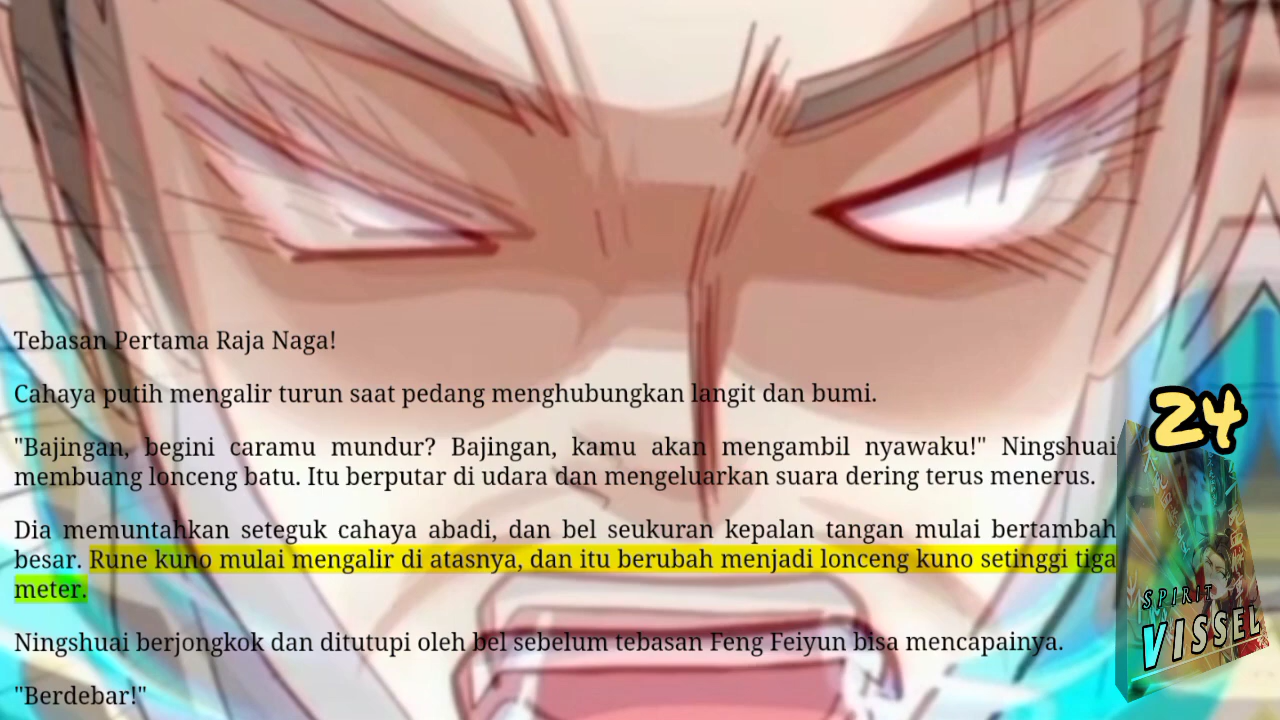 Tebasan Pertama Raja Naga!
Cahaya putih mengalir turun saat pedang menghubungkan langit dan bumi.
"Bajingan, begini caramu mundur? Bajingan, kamu akan mengambil nyawaku!" Ningshuai
membuang lonceng batu. Itu berputar di udara dan mengeluarkan suara dering terus menerus.
Dia memuntahkan seteguk cahaya abadi, dan bel seukuran kepalan tangan mulai bertambah
besar. Rune kuno mulai mengalir di atasnya, dan itu berubah menjadi lonceng kuno setinggi tiga
meter.
Ningshuai berjongkok dan ditutupi oleh bel sebelum tebasan Feng Feiyun bisa mencapainya.
"Berdebar!"
24
SPIRIT
VISSEL